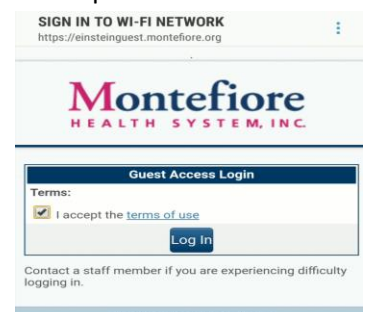 SIGN IN TO WI-FI NETWORK
https://einsteinguest.montefiore.org
Montefiore
HEALTH SYSTEM, INC.
Guest Access Login
Terms:
I accept the terms of use
Log In
Contact a staff member if you are experiencing difficulty
logging in.